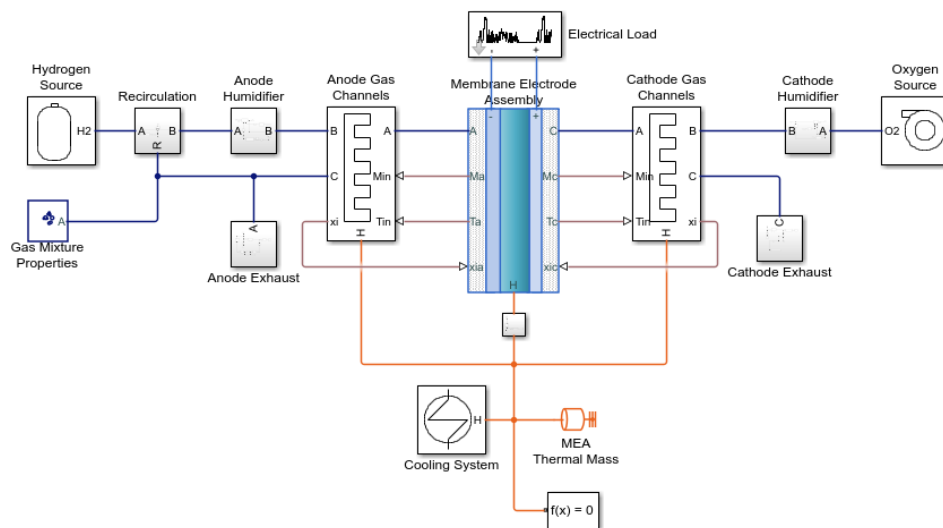 Electrical Load
-
+
Hydrogen
Source
Recirculation
Anode
Humidifier
Anode Gas
Channels
Membrane Electrode
Assembly
Cathode Gas
Channels
Cathode
Humidifier
Oxygen
Source
H2
A
B
R
A
B
B
A
A
-
+
C
A
B
B
A
O2
C
Min
Ma
Mc
Min
C
xi
Tin
Ta
Tc
Tin
xi
H
xia
xic
H
H
A
Gas Mixture
Properties
A
Anode Exhaust
C
Cathode Exhaust
H
Cooling System
MEA
Thermal Mass
f(x) = 0